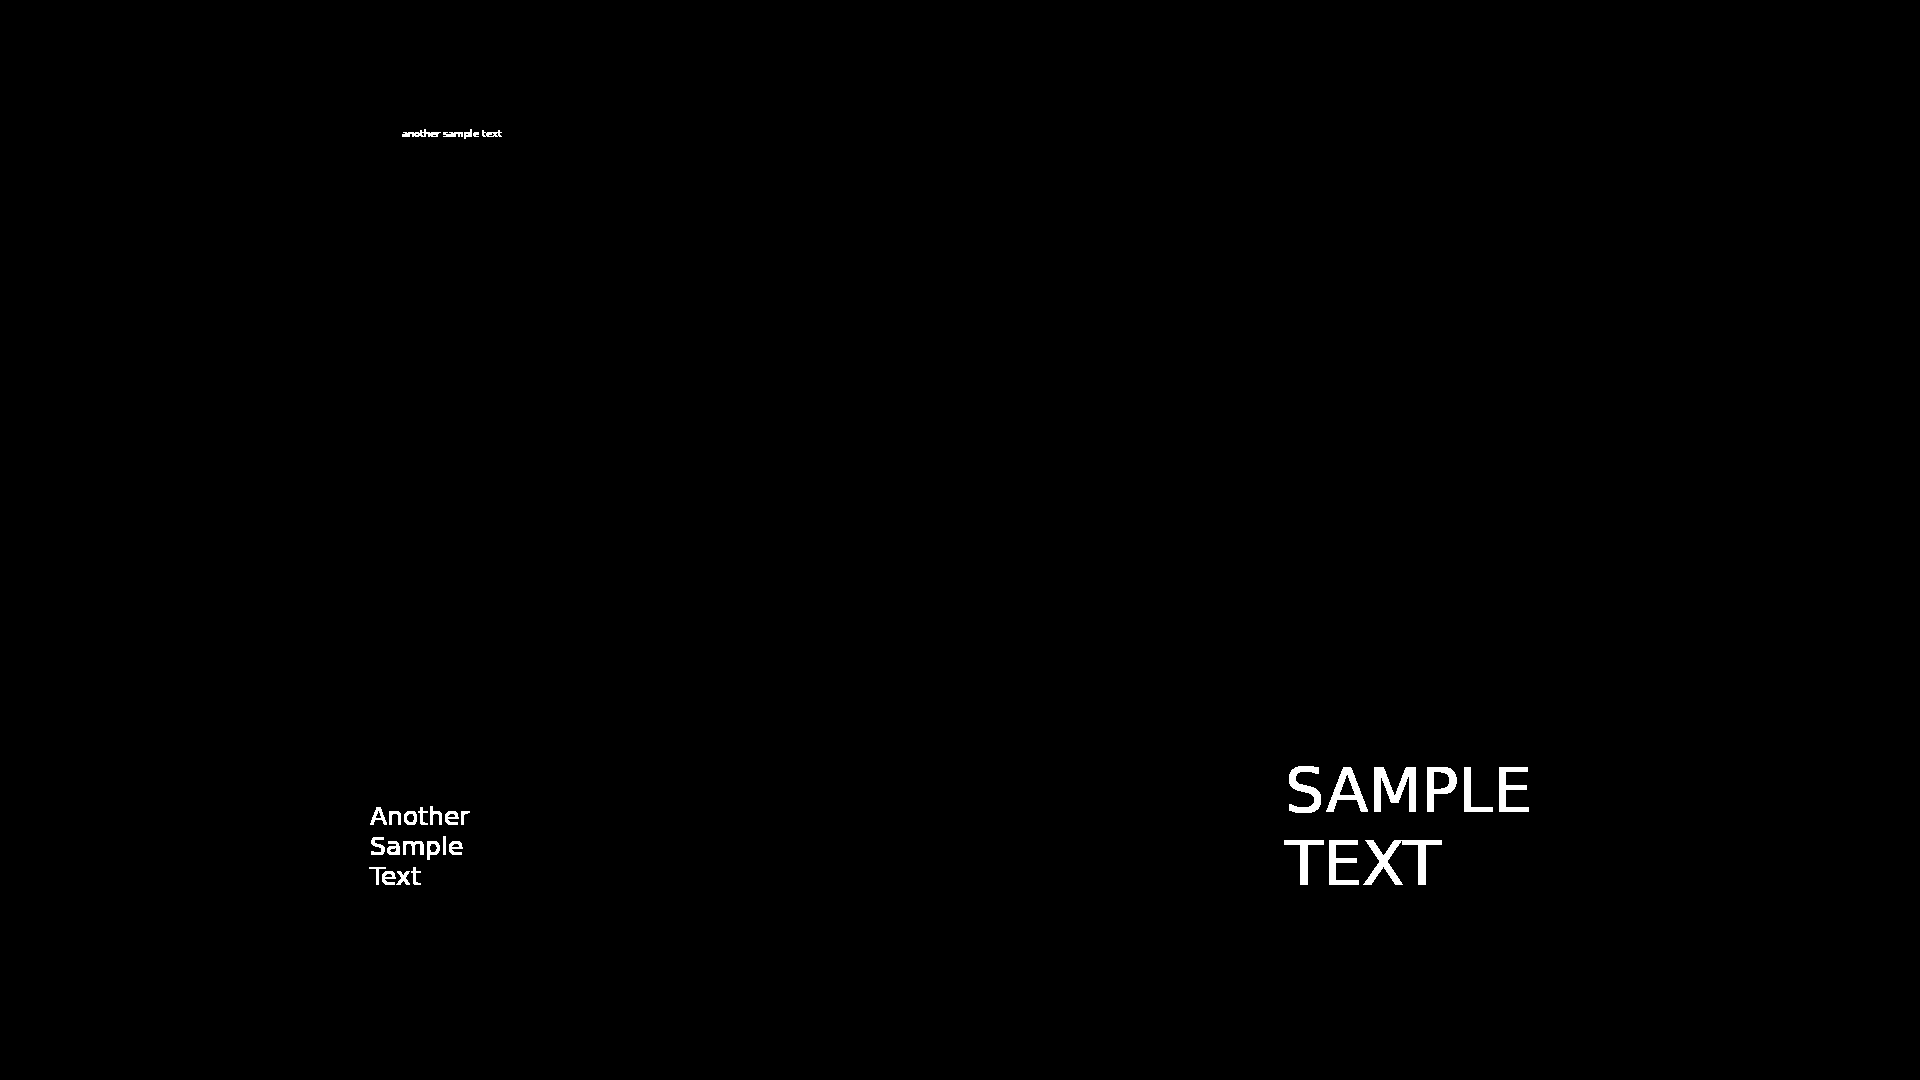 another sample text
Another
Sample
Text
SAMPLE
TEXT